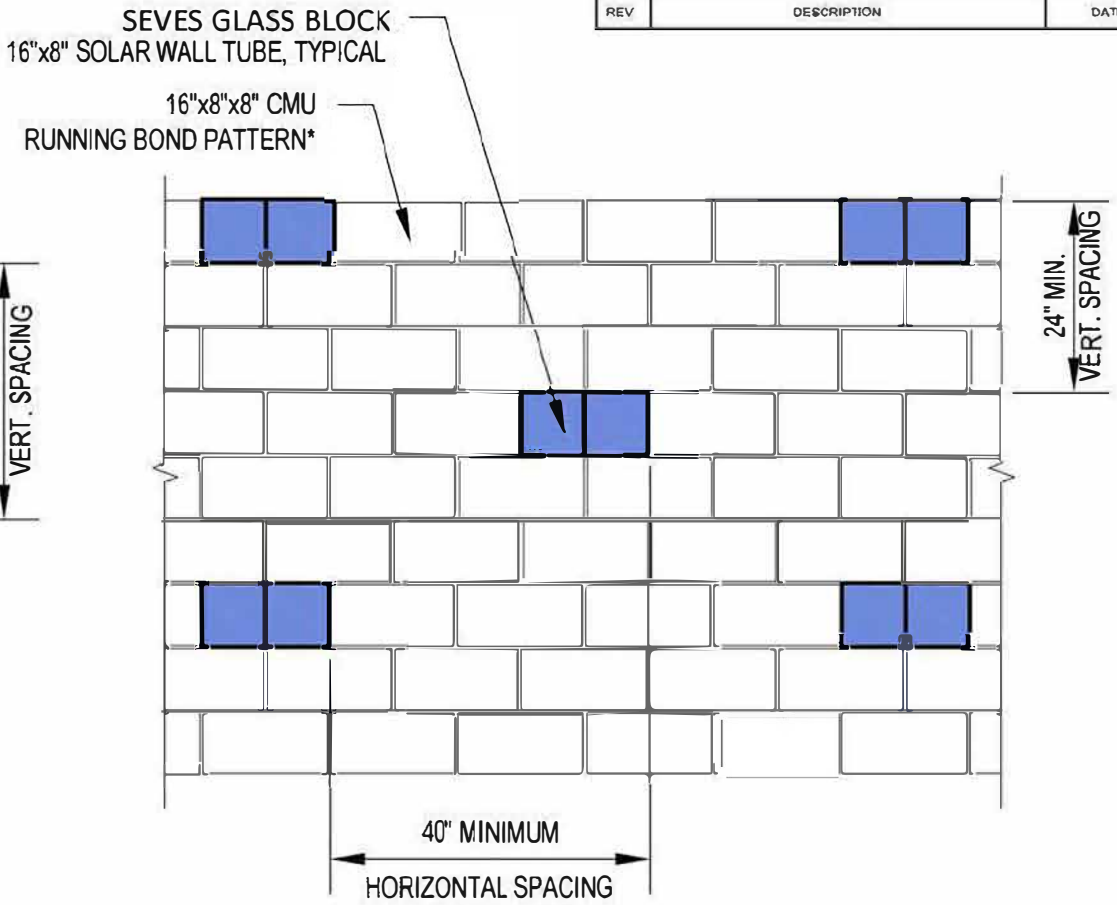 REV DESCRIPTION
SEVES GLASS BLOCK
16"x8" SOLAR WALL TUBE, TYPICAL
16"x8"x8" CMU
RUNNING BOND PATTERN*
VERT. SPACING
24" MIN.
VERT. SPACING
40" MINIMUM
HORIZONTAL SPACING